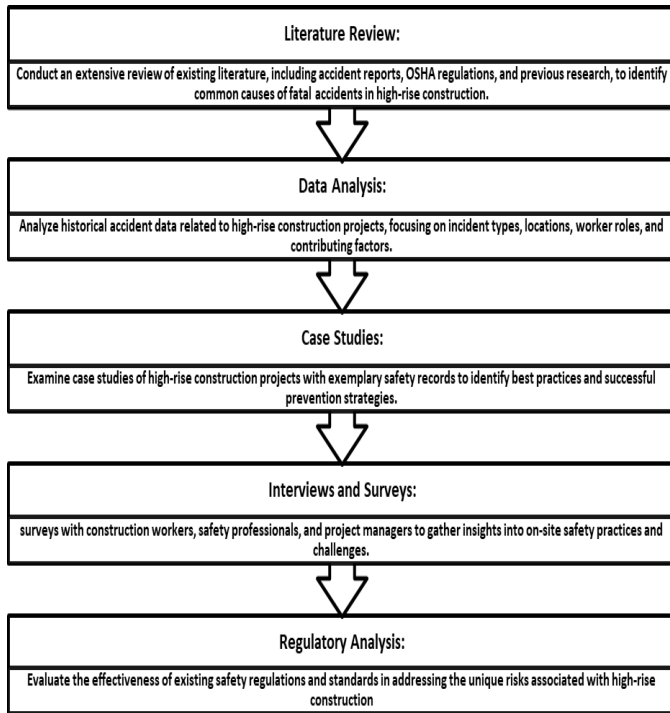 Literature Review:
Conduct an extensive review of existing literature, including accident reports, OSHA regulations, and previous research, to identify
common causes of fatal accidents in high-rise construction.
Data Analysis:
Analyze historical accident data related to high-rise construction projects, focusing on incident types, locations, worker roles, and
contributing factors.
Case Studies:
Examine case studies of high-rise construction projects with exemplary safety records to identify best practices and successful
prevention strategies.
Interviews and Surveys:
surveys with construction workers, safety professionals, and project managers to gather insights into on-site safety practices and
challenges.
Regulatory Analysis:
Evaluate the effectiveness of existing safety regulations and standards in addressing the unique risks associated with high-rise
construction